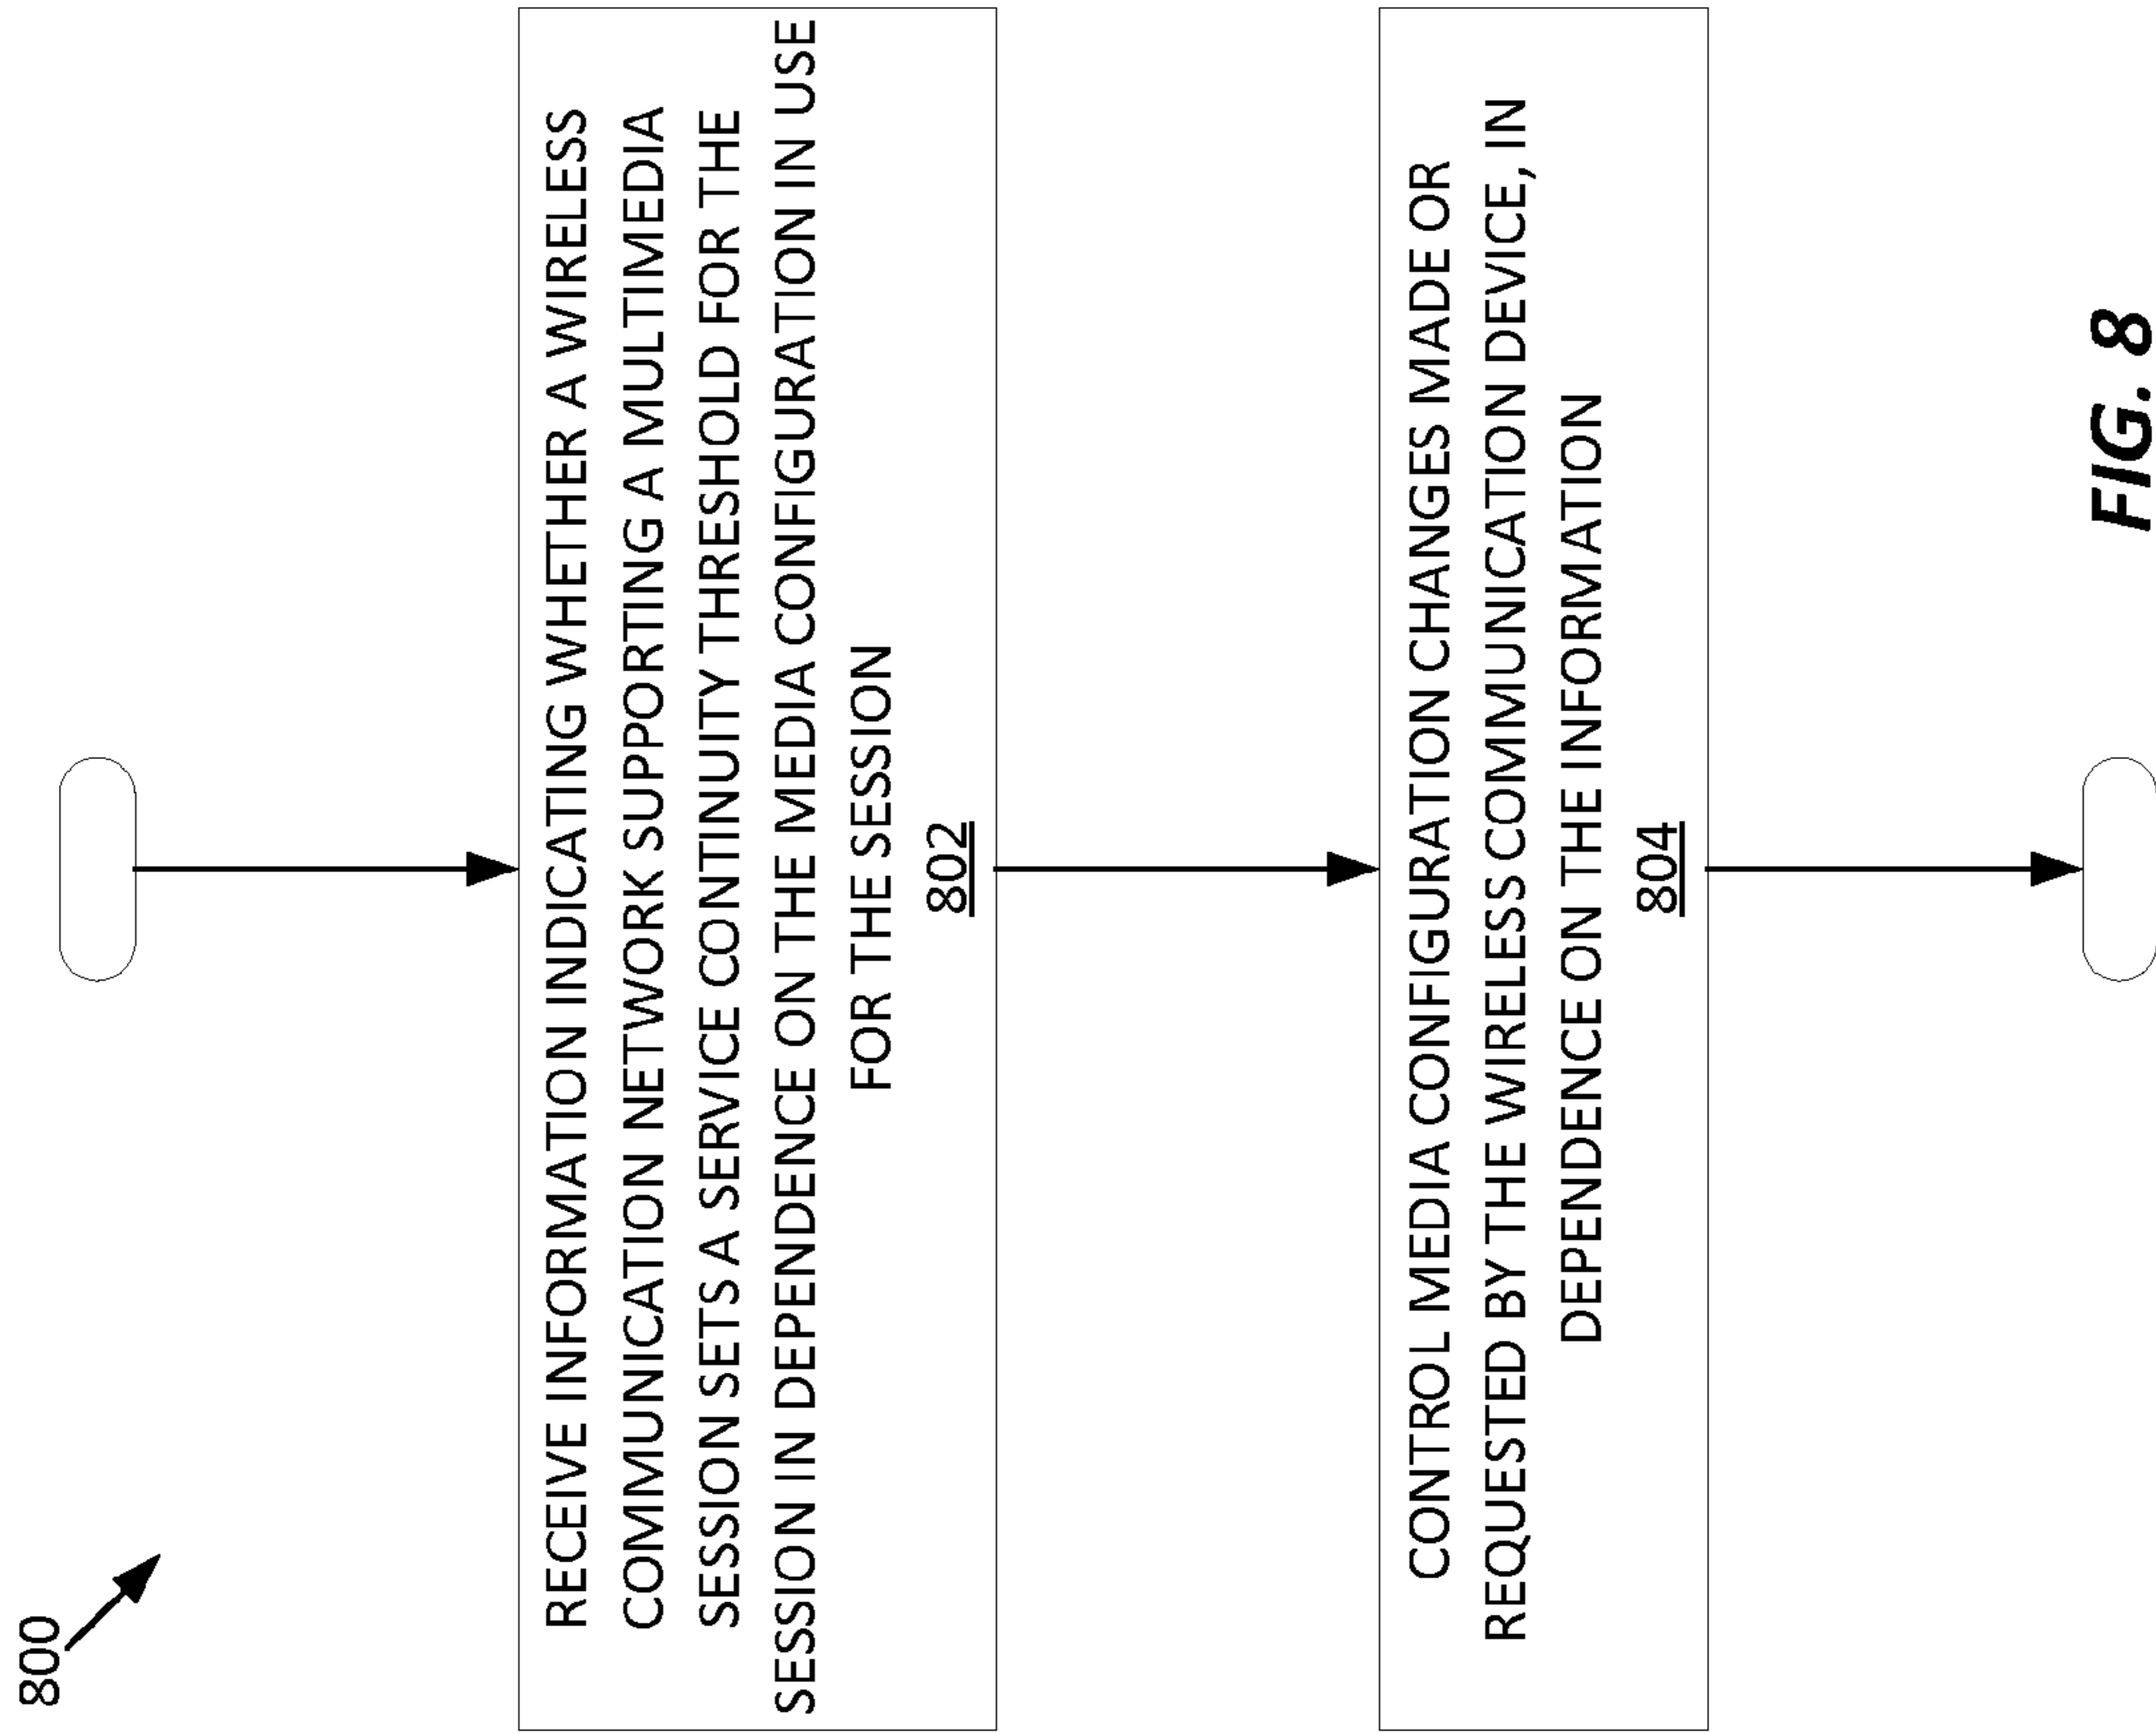 800
RECEIVE INFORMATION INDICATING WHETHER A WIRELESS
COMMUNICATION NETWORK SUPPORTING A MULTIMEDIA
SESSION SETS A SERVICE CONTINUITY THRESHOLD FOR THE
SESSION IN DEPENDENCE ON THE MEDIA CONFIGURATION IN USE
FOR THE SESSION
802
CONTROL MEDIA CONFIGURATION CHANGES MADE OR
REQUESTED BY THE WIRELESS COMMUNICATION DEVICE, IN
DEPENDENCE ON THE INFORMATION
804
FIG. 8